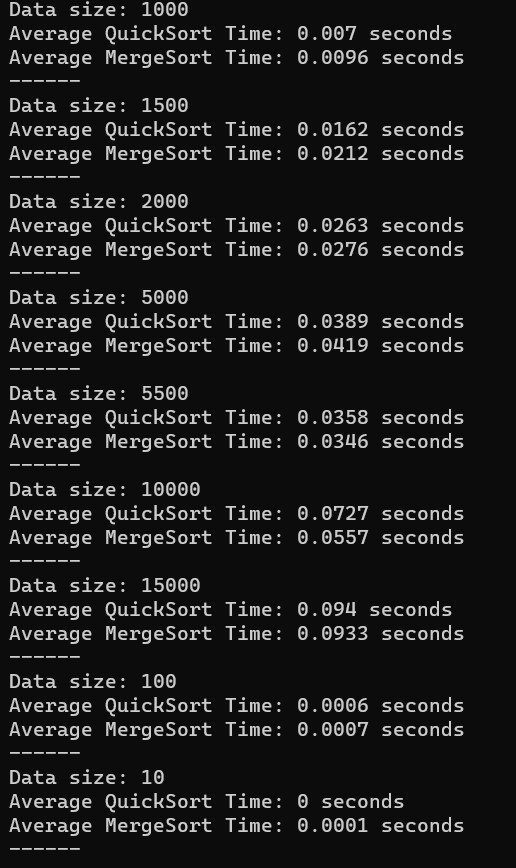 Data size: 1000
Average QuickSort Time: 0.007 seconds
Average MergeSort Time: 0.0096 seconds
------
Data size: 1500
Average QuickSort Time: 0.0162 seconds
Average MergeSort Time: 0.0212 seconds
------
Data size: 2000
Average QuickSort Time: 0.0263 seconds
Average MergeSort Time: 0.0276 seconds
------
Data size: 5000
Average QuickSort Time: 0.0389 seconds
Average MergeSort Time: 0.0419 seconds
------
Data size: 5500
Average QuickSort Time: 0.0358 seconds
Average MergeSort Time: 0.0346 seconds
------
Data size: 10000
Average QuickSort Time: 0.0727 seconds
Average MergeSort Time: 0.0557 seconds
------
Data size: 15000
Average QuickSort Time: 0.094 seconds
Average MergeSort Time: 0.0933 seconds
------
Data size: 100
Average QuickSort Time: 0.0006 seconds
Average MergeSort Time: 0.0007 seconds
------
Data size: 10
Average QuickSort Time: 0 seconds
Average MergeSort Time: 0.0001 seconds
------